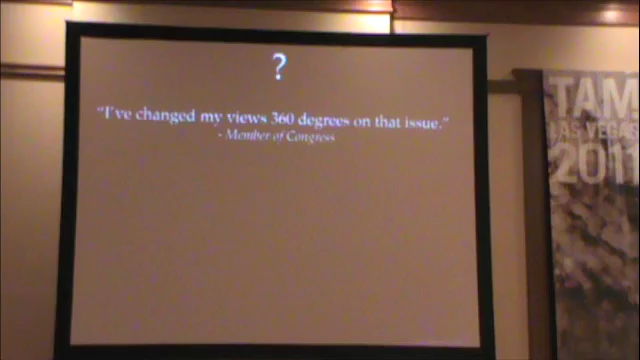 ?
"I've changed my views 360 degrees on that issue."
- Member of Congress
TAM
LAS VEGAS
2011